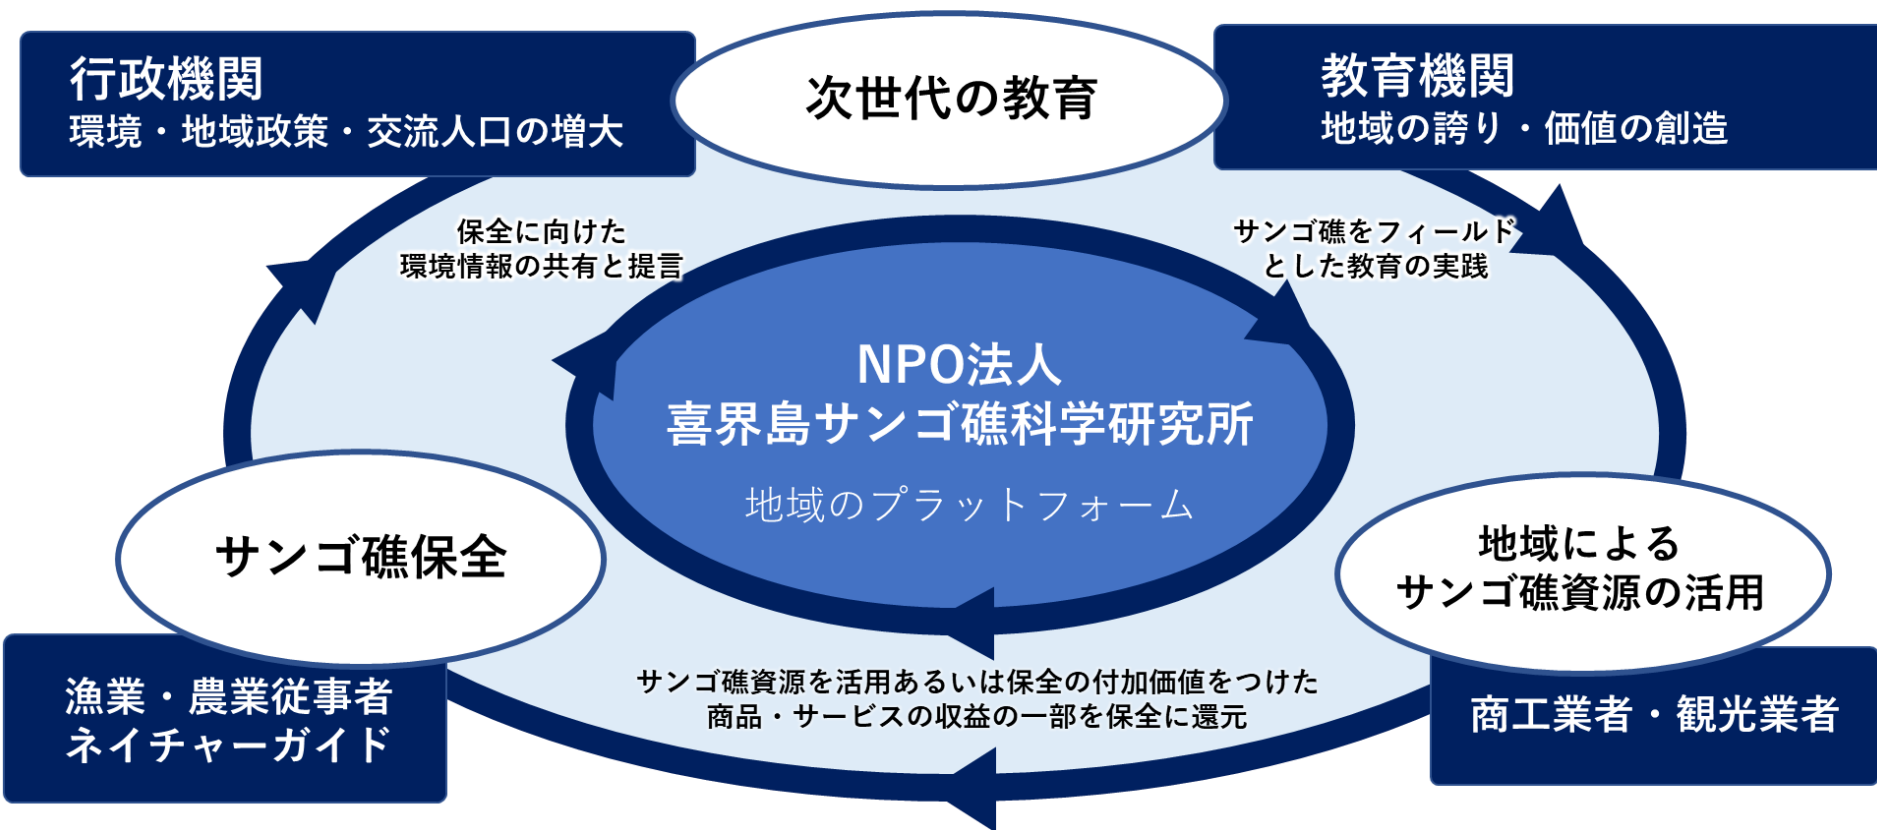 行政機関
環境・地域政策・交流人口の増大
次世代の教育
教育機関
地域の誇り・価値の創造
保全に向けた
環境情報の共有と提言
サンゴ礁をフィールド
とした教育の実践
NPO法人
喜界島サンゴ礁科学研究所
地域のプラットフォーム
サンゴ礁保全
地域による
サンゴ礁資源の活用
漁業・農業従事者
ネイチャーガイド
サンゴ礁資源を活用あるいは保全の付加価値をつけた
商品・サービスの収益の一部を保全に還元
商工業者・観光業者